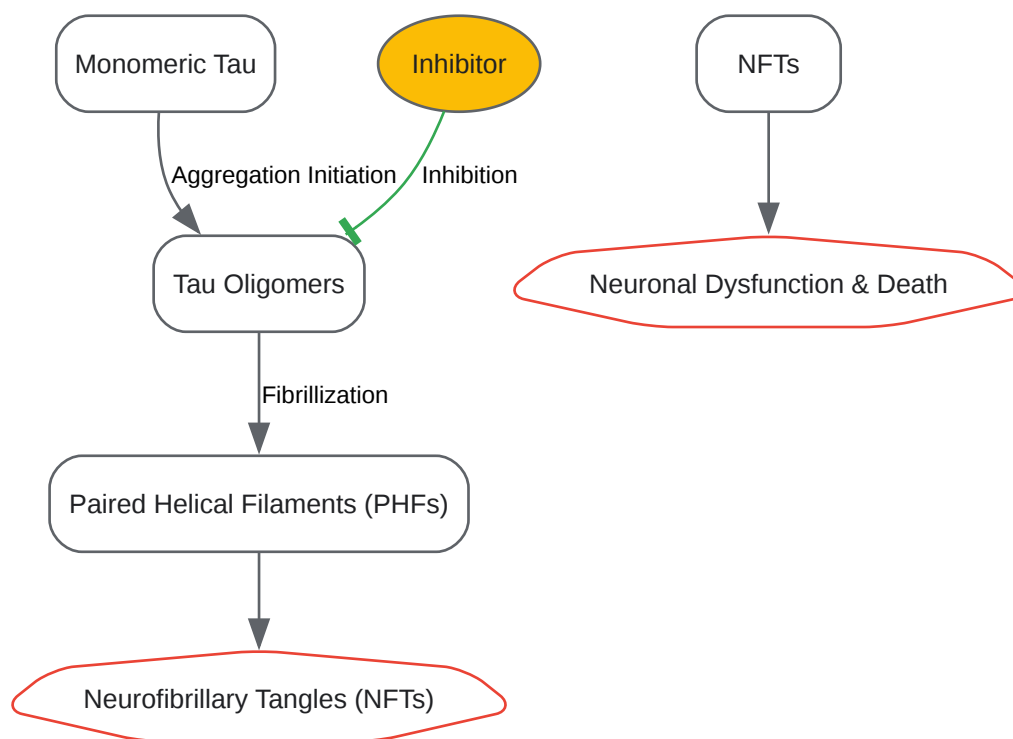 Monomeric Tau
Inhibitor
NFTs
Aggregation Initiation
Inhibition
Tau Oligomers
Neuronal Dysfunction & Death
Fibrillization
Paired Helical Filaments (PHFs)
Neurofibrillary Tangles (NFTs)